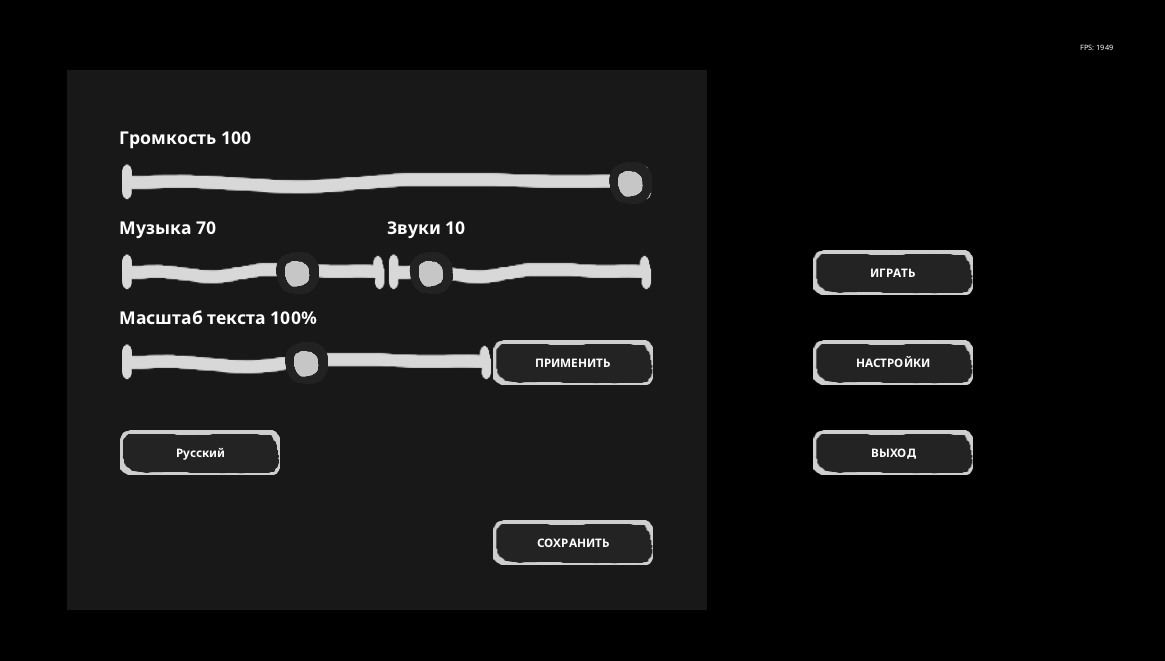 FPS: 1949
Громкость 100
Музыка 70
Звуки 10
Масштаб текста 100%
ПРИМЕНИТЬ
Русский
СОХРАНИТЬ
ИГРАТЬ
НАСТРОЙКИ
ВЫХОД